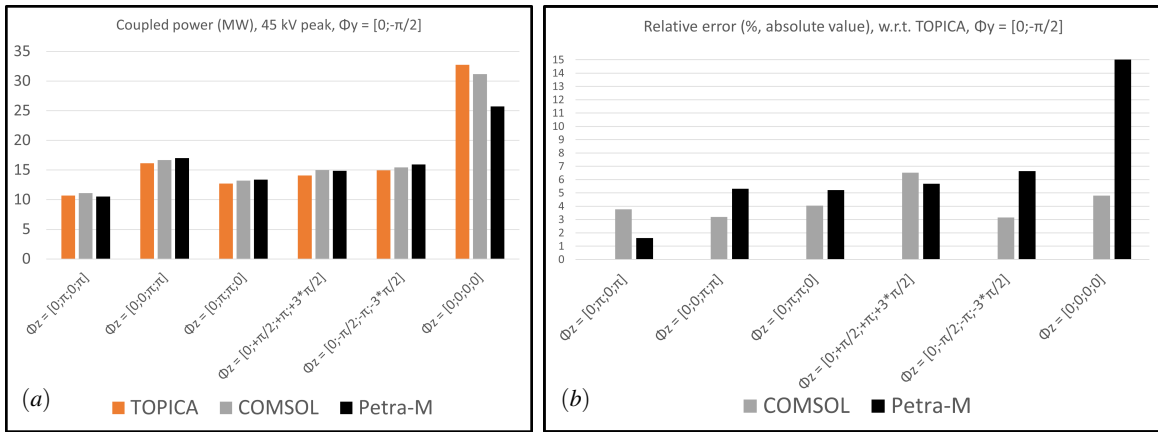 Coupled power (MW), 45 kV peak, Φy = [0;-π/2]
35
30
25
20
15
10
5
0
Φz = [0;π;0;π]
Φz = [0;0;π;π]
Φz = [0;π;π;0]
Φz = [0;+π/2;+π;+3*π/2]
Φz = [0;-π/2;-π;-3*π/2]
Φz = [0;0;0;0]
(a)
TOPICA COMSOL Petra-M
Relative error (%, absolute value), w.r.t. TOPICA, Φy = [0;-π/2]
15
14
13
12
11
10
9
8
7
6
5
4
3
2
1
0
Φz = [0;π;0;π]
Φz = [0;0;π;π]
Φz = [0;π;π;0]
Φz = [0;+π/2;+π;+3*π/2]
Φz = [0;-π/2;-π;-3*π/2]
Φz = [0;0;0;0]
(b)
COMSOL Petra-M